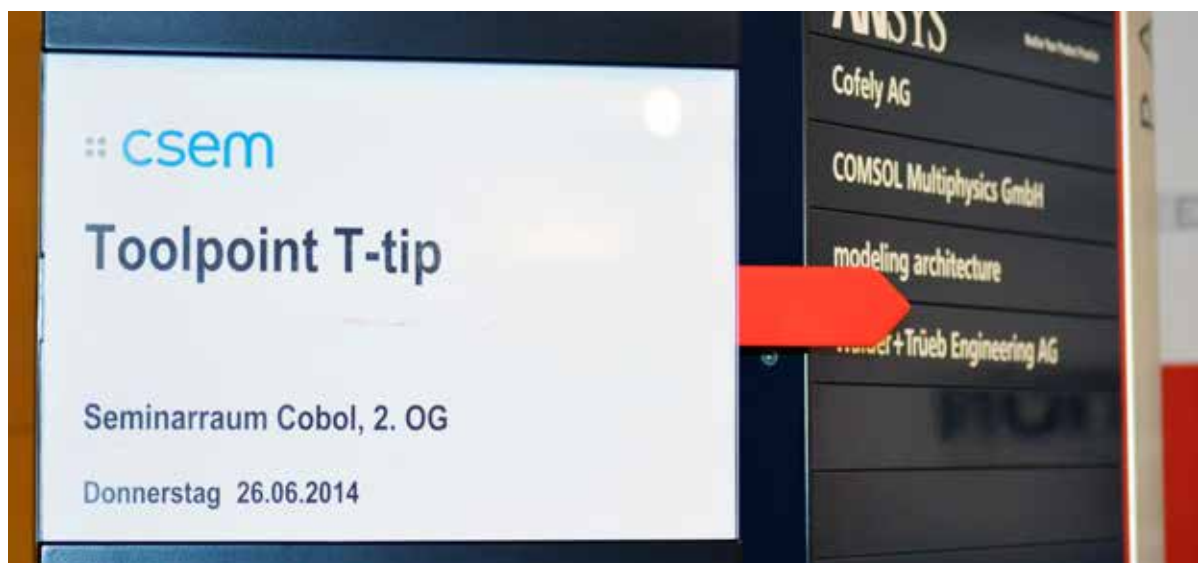 csem
Toolpoint T-tip
Seminarraum Cobol, 2. OG
Donnerstag 26.06.2014
ANSYS
Cofely AG
COMSOL Multiphysics GmbH
modeling architecture
+Trüeb Engineering AG